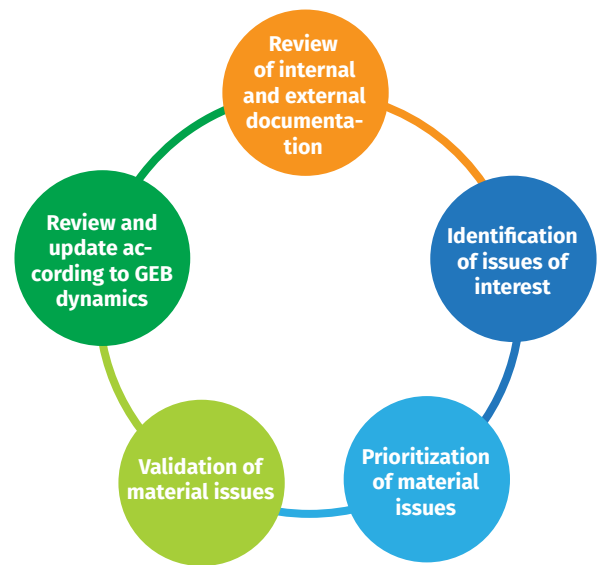 Review
of internal
and external
documenta-
tion
Identification
of issues of
interest
Prioritization
of material
issues
Validation of
material issues
Review and
update ac-
cording to GEB
dynamics